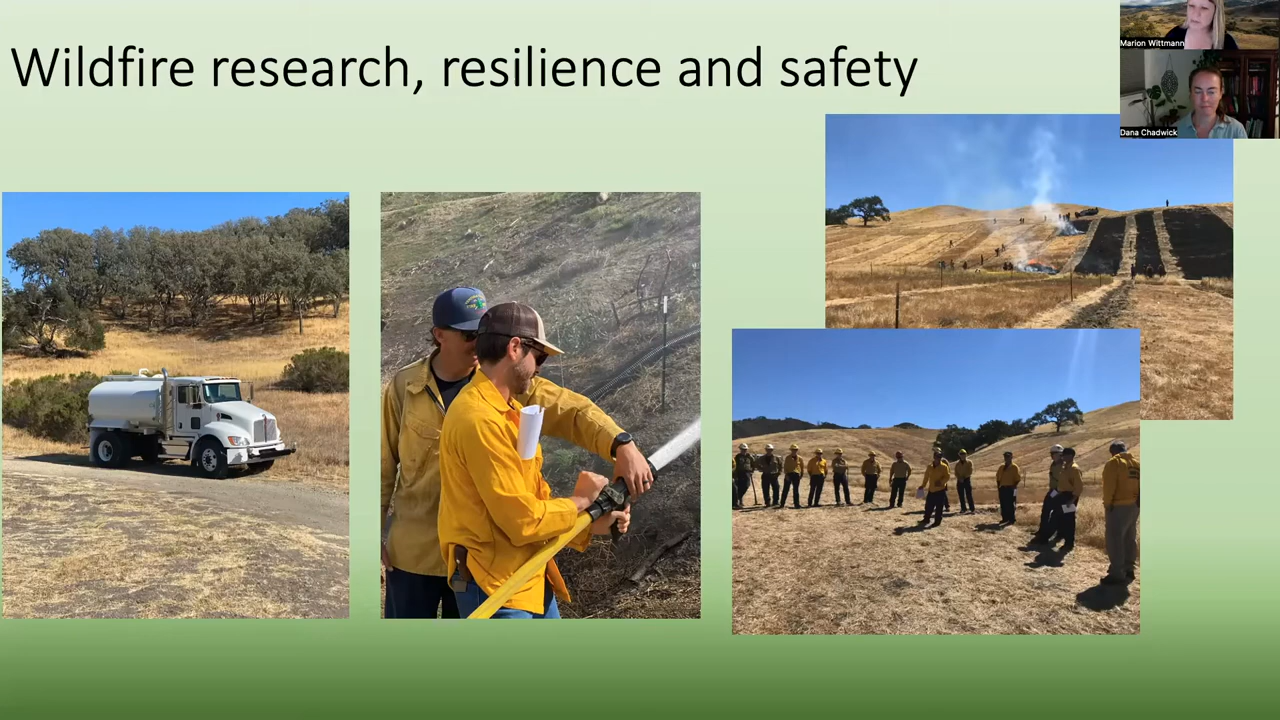 Wildfire research, resilience and safety
Marion Wittmann
Dana Chadwick